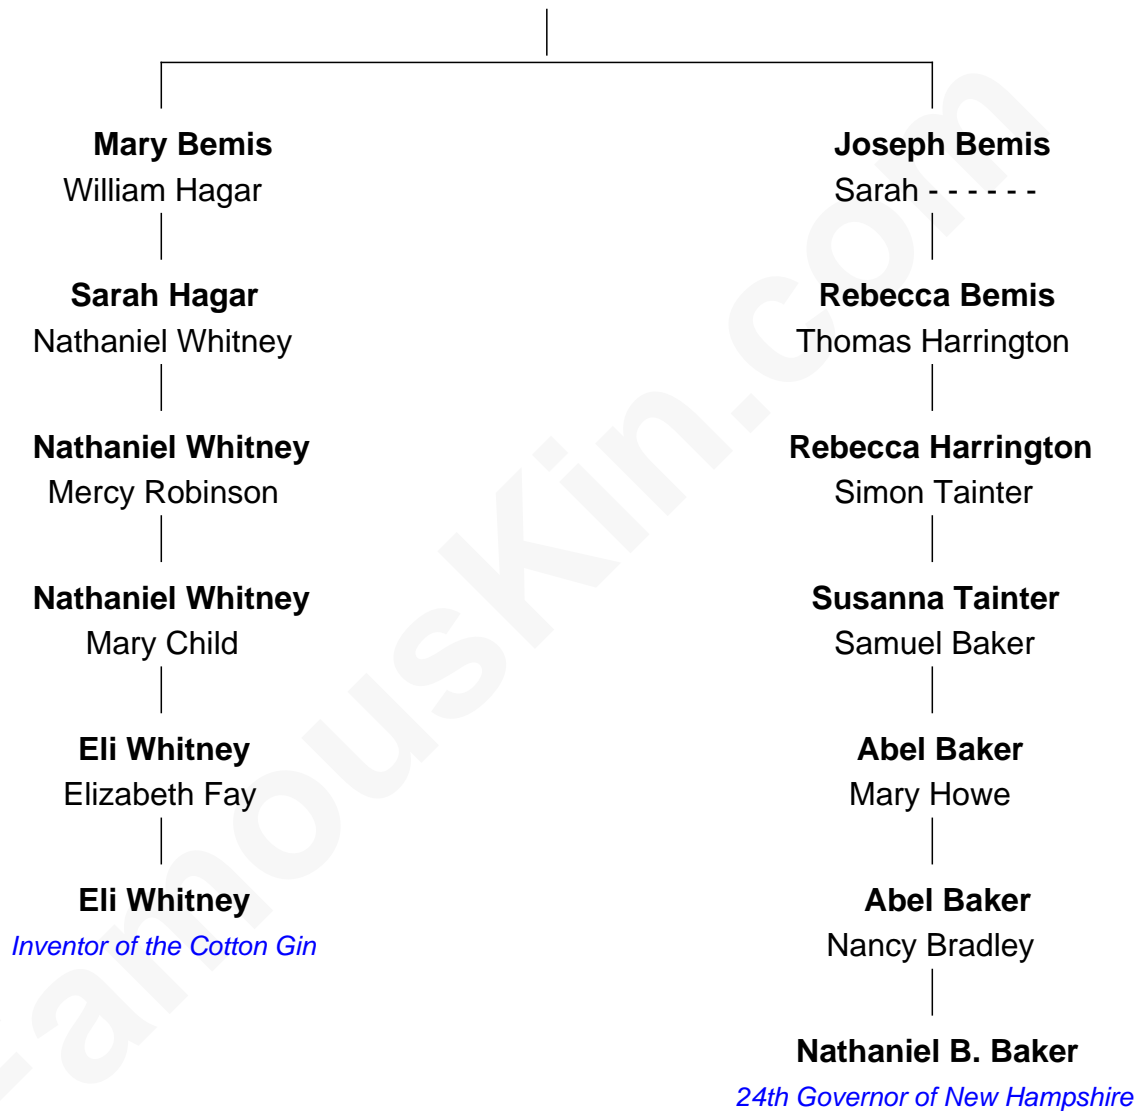 Mary Bemis
William Hagar
Sarah Hagar
Nathaniel Whitney
Nathaniel Whitney
Mercy Robinson
Nathaniel Whitney
Mary Child
Eli Whitney
Elizabeth Fay
Eli Whitney
Inventor of the Cotton Gin
Joseph Bemis
Sarah - - - - - -
Rebecca Bemis
Thomas Harrington
Rebecca Harrington
Simon Tainter
Susanna Tainter
Samuel Baker
Abel Baker
Mary Howe
Abel Baker
Nancy Bradley
Nathaniel B. Baker
24th Governor of New Hampshire
FamousKin.com